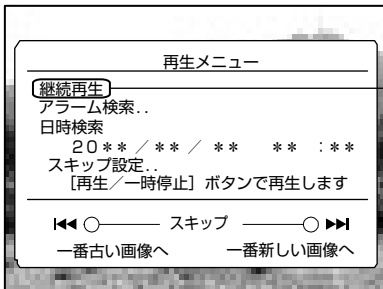 再生メニュー
継続再生
アラーム検索..
日時検索
20＊＊／＊＊／ ＊＊ ＊＊ :＊＊
スキップ設定..
［再生／一時停止］ボタンで再生します
スキップ
一番古い画像へ 一番新しい画像へ